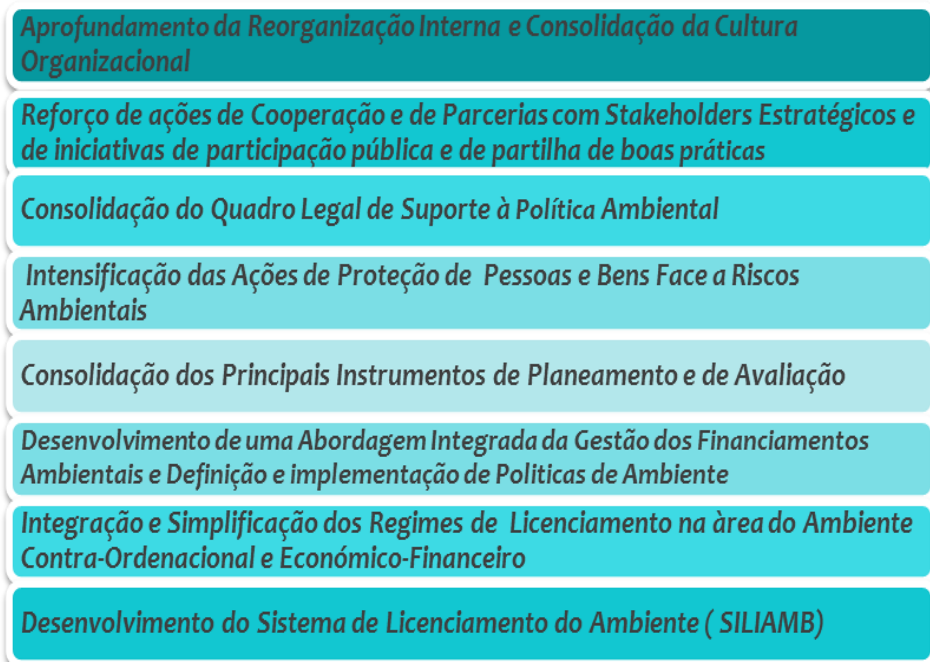 Aprofundamento da Reorganização Interna e Consolidação da Cultura
Organizacional
Reforço de ações de Cooperação e de Parcerias com Stakeholders Estratégicos e
de iniciativas de participação pública e de partilha de boas práticas
Consolidação do Quadro Legal de Suporte à Política Ambiental
Intensificação das Ações de Proteção de Pessoas e Bens Face a Riscos
Ambientais
Consolidação dos Principais Instrumentos de Planeamento e de Avaliação
Desenvolvimento de uma Abordagem Integrada da Gestão dos Financiamentos
Ambientais e Definição e implementação de Politicas de Ambiente
Integração e Simplificação dos Regimes de Licenciamento na àrea do Ambiente
Contra-Ordenacional e Económico-Financeiro
Desenvolvimento do Sistema de Licenciamento do Ambiente ( SILIAMB)